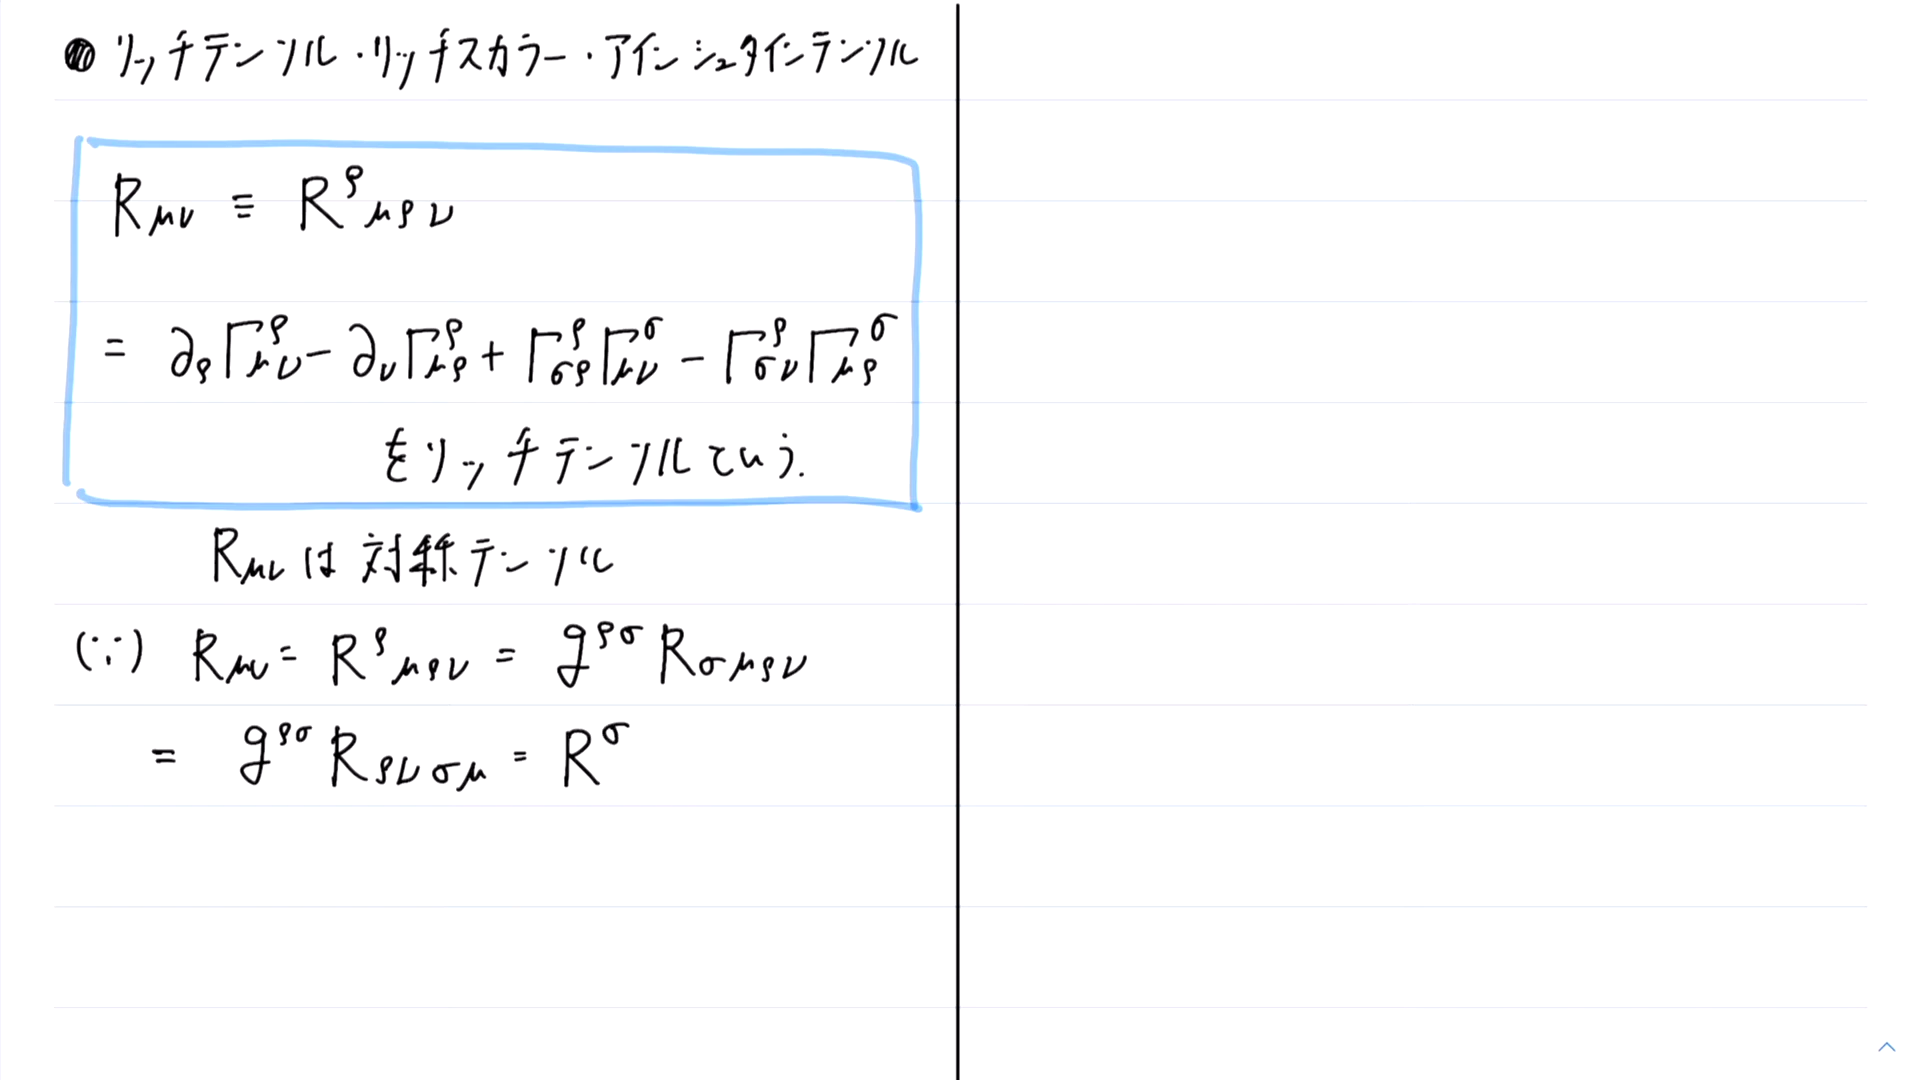 ● リッチテンソル・リッチスカラー・アインシュタインテンソル
R_{μν} ≡ R^ρ_{μρν}
= ∂_ρ Γ^ρ_{μν} - ∂_ν Γ^ρ_{μρ} + Γ^ρ_{σρ} Γ^σ_{μν} - Γ^ρ_{σν} Γ^σ_{μρ}
をリッチテンソルという.
R_{μν} は 対称テンソル
(∵) R_{μν} = R^ρ_{μρν} = g^{ρσ} R_{σμρν}
= g^{ρσ} R_{ρνσμ} = R^σ